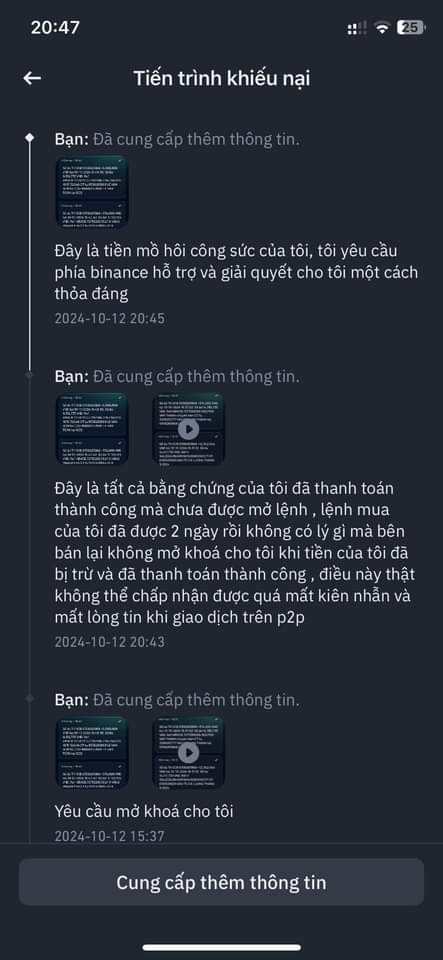 20:47
25
Tiến trình khiếu nại
Bạn: Đã cung cấp thêm thông tin.
Đây là tiền mồ hôi công sức của tôi, tôi yêu cầu
phía binance hỗ trợ và giải quyết cho tôi một cách
thỏa đáng
2024-10-12 20:45
Bạn: Đã cung cấp thêm thông tin.
Đây là tất cả bằng chứng của tôi đã thanh toán
thành công mà chưa được mở lệnh , lệnh mua
của tôi đã được 2 ngày rồi không có lý gì mà bên
bán lại không mở khoá cho tôi khi tiền của tôi đã
bị trừ và đã thanh toán thành công , điều này thật
không thể chấp nhận được quá mất kiên nhẫn và
mất lòng tin khi giao dịch trên p2p
2024-10-12 20:43
Bạn: Đã cung cấp thêm thông tin.
Yêu cầu mở khoá cho tôi
2024-10-12 15:37
Cung cấp thêm thông tin